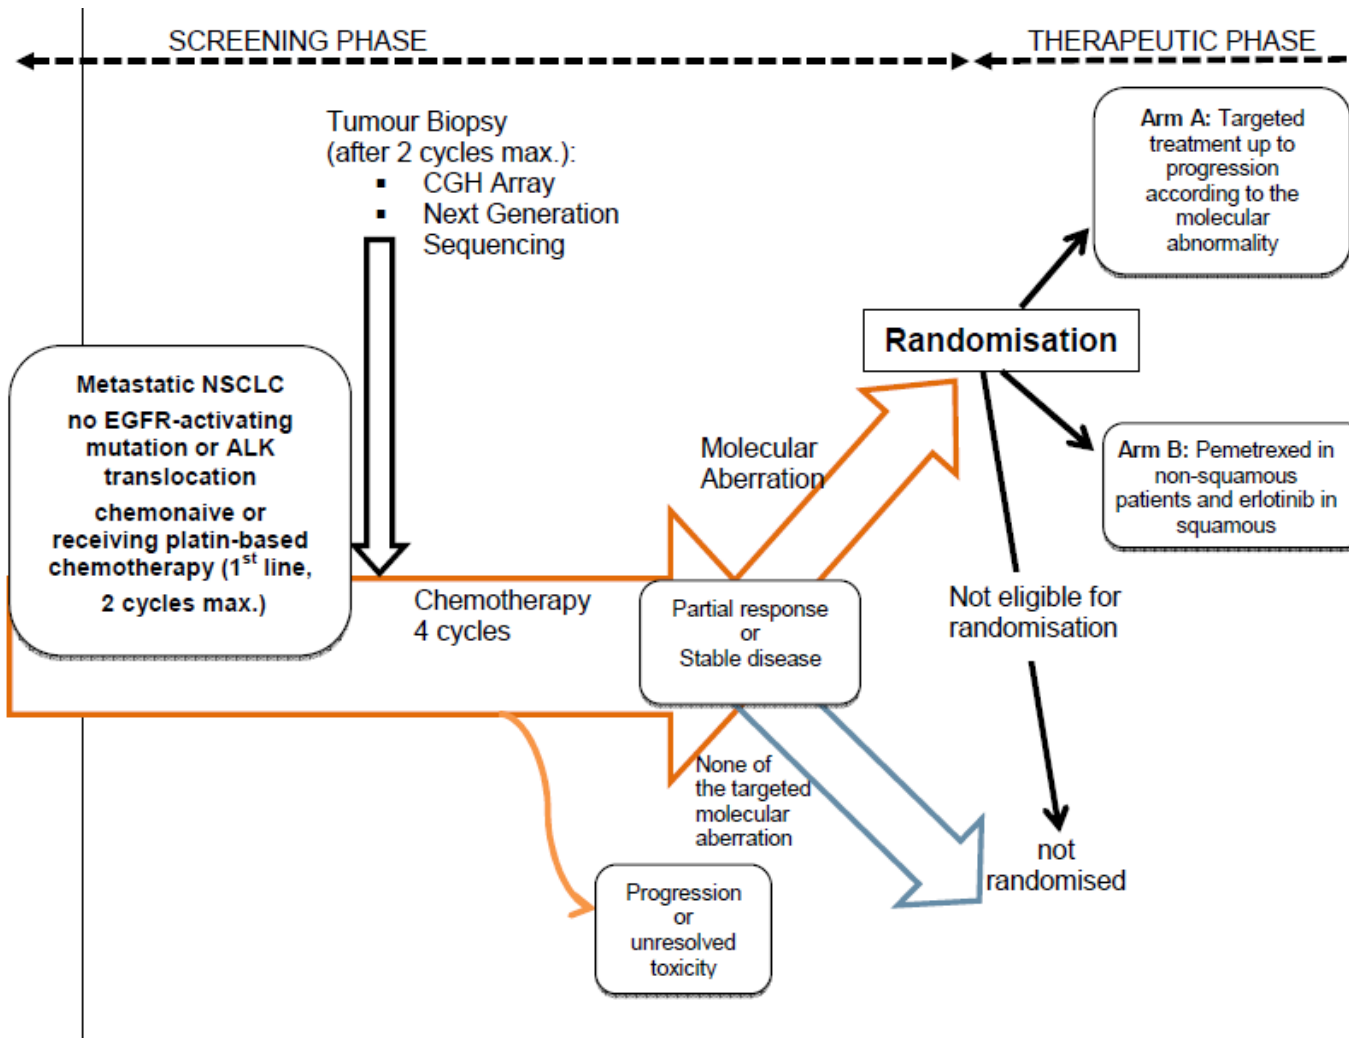 SCREENING PHASE
THERAPEUTIC PHASE
Tumour Biopsy
(after 2 cycles max.):
▪ CGH Array
▪ Next Generation
Sequencing
Arm A: Targeted
treatment up to
progression
according to the
molecular
abnormality
Randomisation
Metastatic NSCLC
no EGFR-activating
mutation or ALK
translocation
chemonaive or
receiving platin-based
chemotherapy (1st line,
2 cycles max.)
Molecular
Aberration
Arm B: Pemetrexed in
non-squamous
patients and erlotinib in
squamous
Chemotherapy
4 cycles
Partial response
or
Stable disease
Not eligible for
randomisation
None of
the targeted
molecular
aberration
not
randomised
Progression
or
unresolved
toxicity